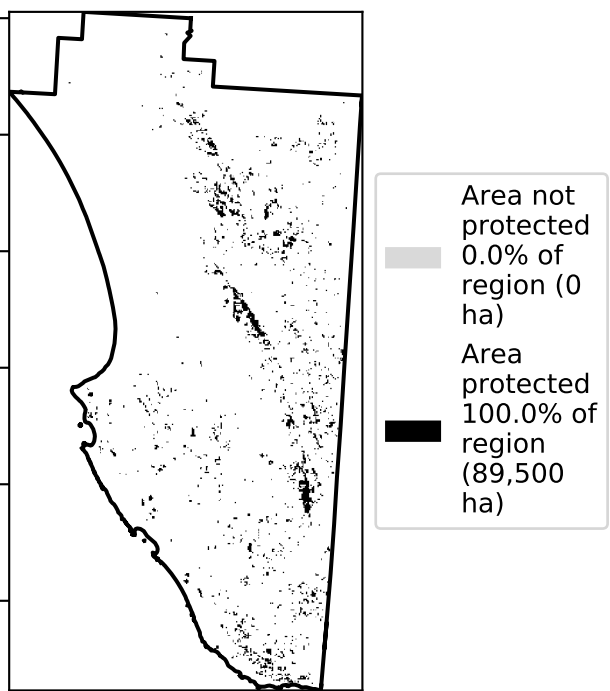 Area not
protected
0.0% of
region (0
ha)
Area
protected
100.0% of
region
(89,500
ha)